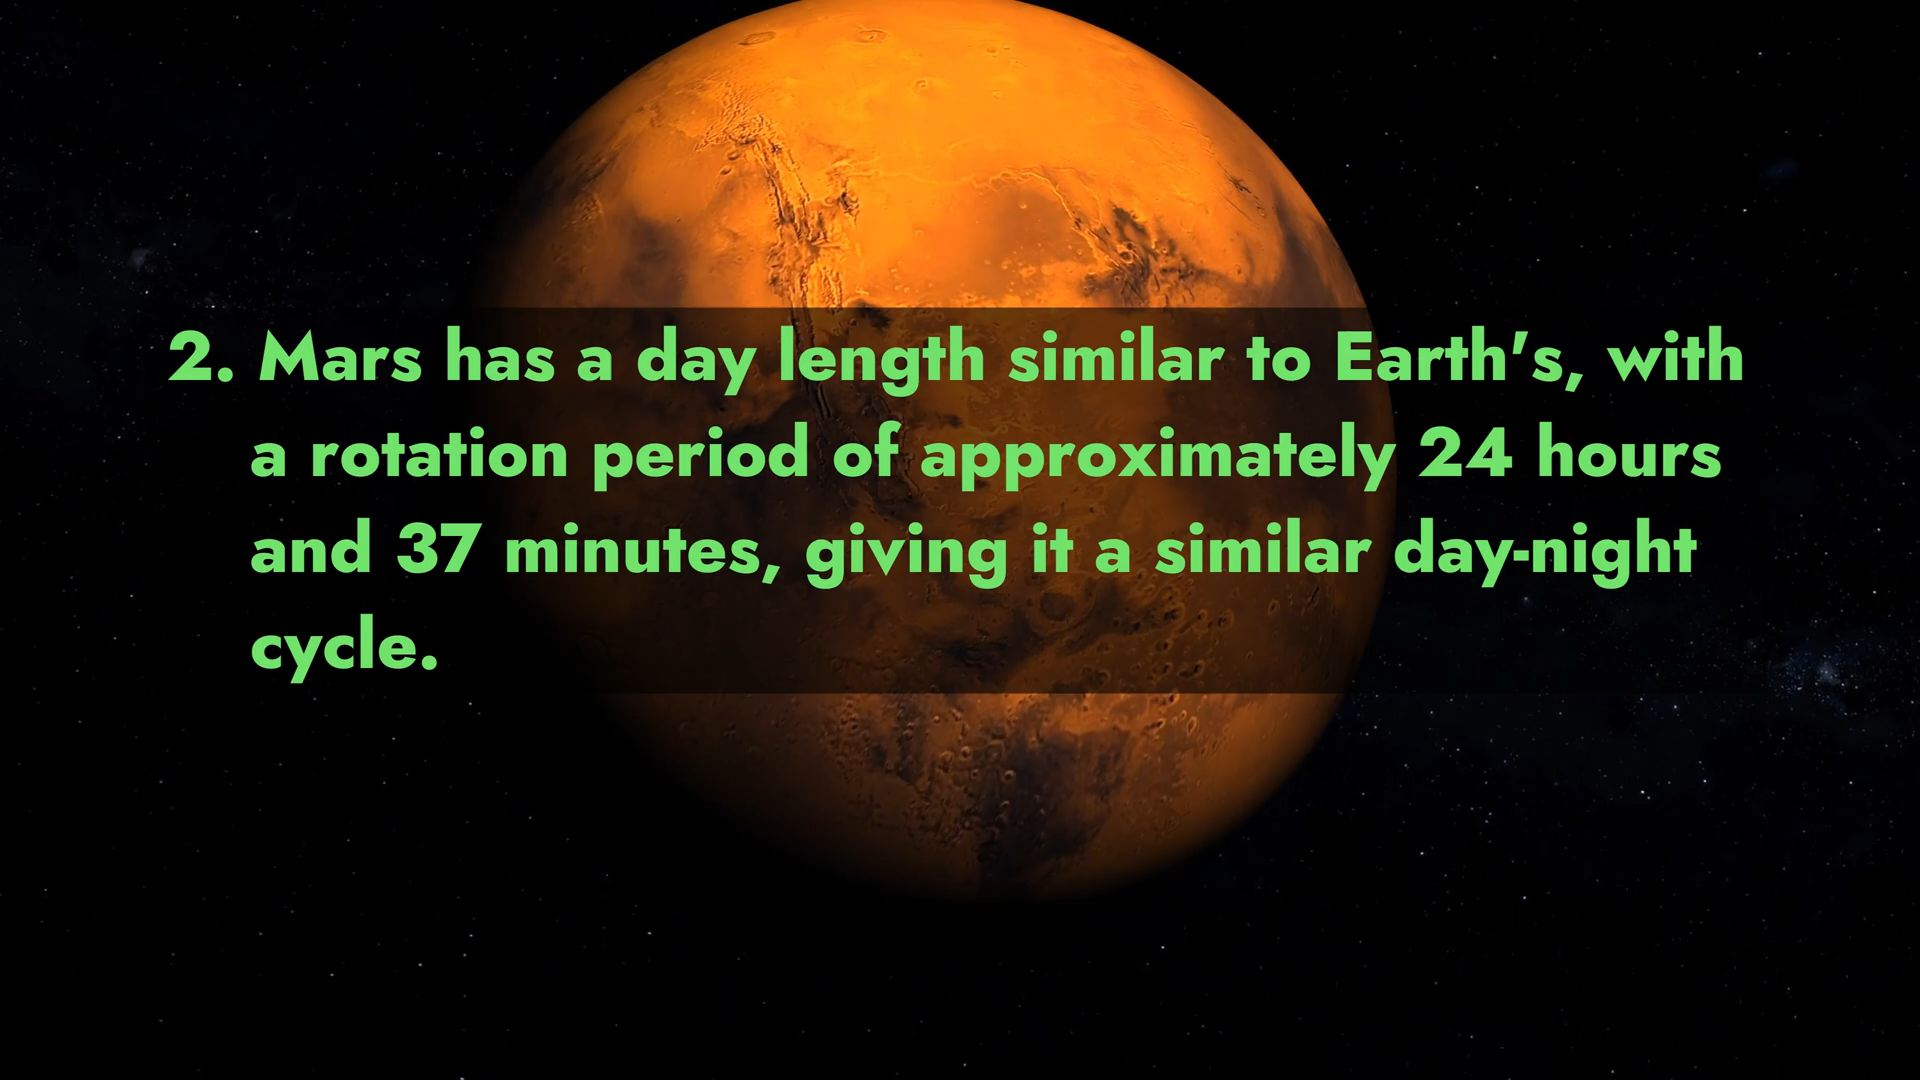 2. Mars has a day length similar to Earth's, with
a rotation period of approximately 24 hours
and 37 minutes, giving it a similar day-night
cycle.